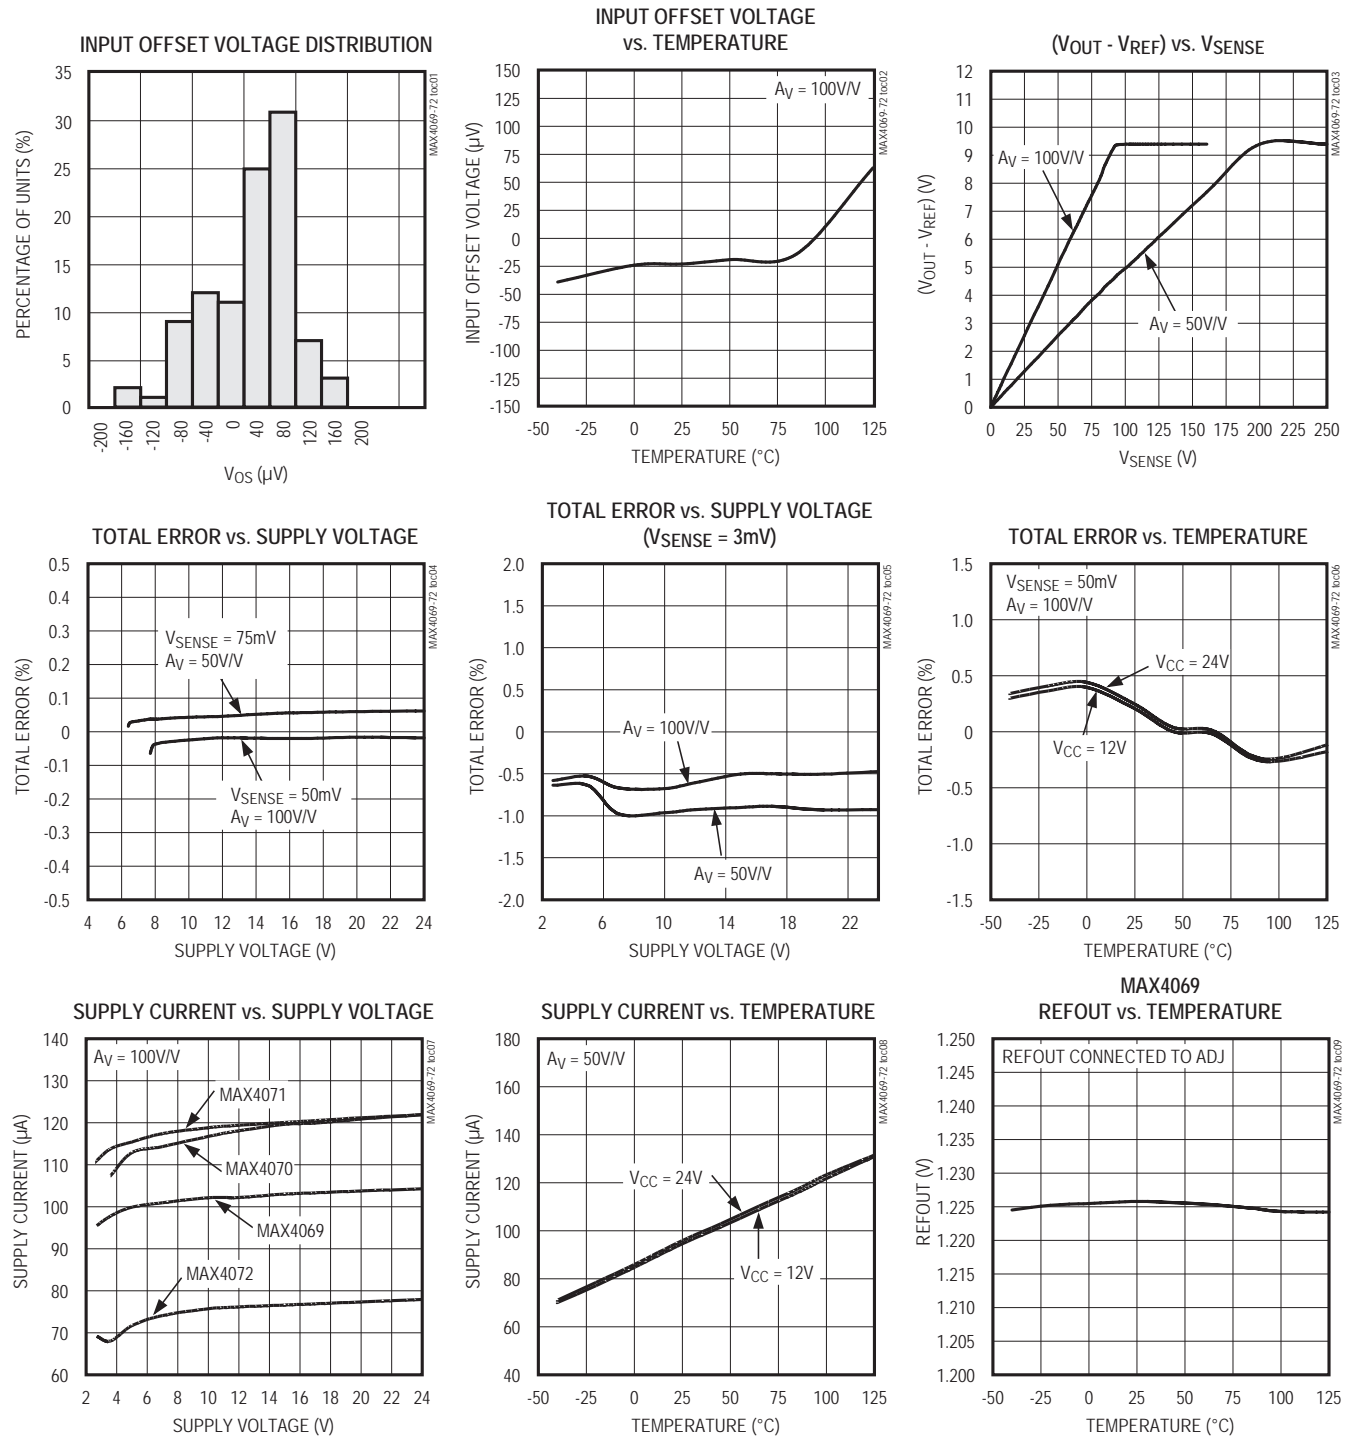 INPUT OFFSET VOLTAGE DISTRIBUTION
MAX4069-72 toc01
PERCENTAGE OF UNITS (%)
35
30
25
20
15
10
5
0
-200
-160
-120
-80
-40
0
40
80
120
160
200
VOS (µV)
INPUT OFFSET VOLTAGE
vs. TEMPERATURE
MAX4069-72 toc02
AV = 100V/V
INPUT OFFSET VOLTAGE (µV)
150
125
100
75
50
25
0
-25
-50
-75
-100
-125
-150
-50 -25 0 25 50 75 100 125
TEMPERATURE (°C)
(VOUT - VREF) vs. VSENSE
MAX4069-72 toc03
(VOUT - VREF) (V)
12
11
10
9
8
7
6
5
4
3
2
1
0
AV = 100V/V
AV = 50V/V
0 25 50 75 100 125 150 175 200 225 250
VSENSE (V)
TOTAL ERROR vs. SUPPLY VOLTAGE
MAX4069-72 toc04
TOTAL ERROR (%)
0.5
0.4
0.3
0.2
0.1
0
-0.1
-0.2
-0.3
-0.4
-0.5
VSENSE = 75mV
AV = 50V/V
VSENSE = 50mV
AV = 100V/V
4 6 8 10 12 14 16 18 20 22 24
SUPPLY VOLTAGE (V)
TOTAL ERROR vs. SUPPLY VOLTAGE
(VSENSE = 3mV)
MAX4069-72 toc05
TOTAL ERROR (%)
2.0
1.5
1.0
0.5
0
-0.5
-1.0
-1.5
-2.0
AV = 100V/V
AV = 50V/V
2 6 10 14 18 22
SUPPLY VOLTAGE (V)
TOTAL ERROR vs. TEMPERATURE
MAX4069-72 toc06
VSENSE = 50mV
AV = 100V/V
TOTAL ERROR (%)
1.5
1.0
0.5
0
-0.5
-1.0
-1.5
VCC = 24V
VCC = 12V
-50 -25 0 25 50 75 100 125
TEMPERATURE (°C)
SUPPLY CURRENT vs. SUPPLY VOLTAGE
MAX4069-72 toc07
AV = 100V/V
SUPPLY CURRENT (µA)
140
130
120
110
100
90
80
70
60
MAX4071
MAX4070
MAX4069
MAX4072
2 4 6 8 10 12 14 16 18 20 22 24
SUPPLY VOLTAGE (V)
SUPPLY CURRENT vs. TEMPERATURE
MAX4069-72 toc08
AV = 50V/V
SUPPLY CURRENT (µA)
180
160
140
120
100
80
60
40
VCC = 24V
VCC = 12V
-50 -25 0 25 50 75 100 125
TEMPERATURE (°C)
MAX4069
REFOUT vs. TEMPERATURE
MAX4069-72 toc09
REFOUT CONNECTED TO ADJ
REFOUT (V)
1.250
1.245
1.240
1.235
1.230
1.225
1.220
1.215
1.210
1.205
1.200
-50 -25 0 25 50 75 100 125
TEMPERATURE (°C)